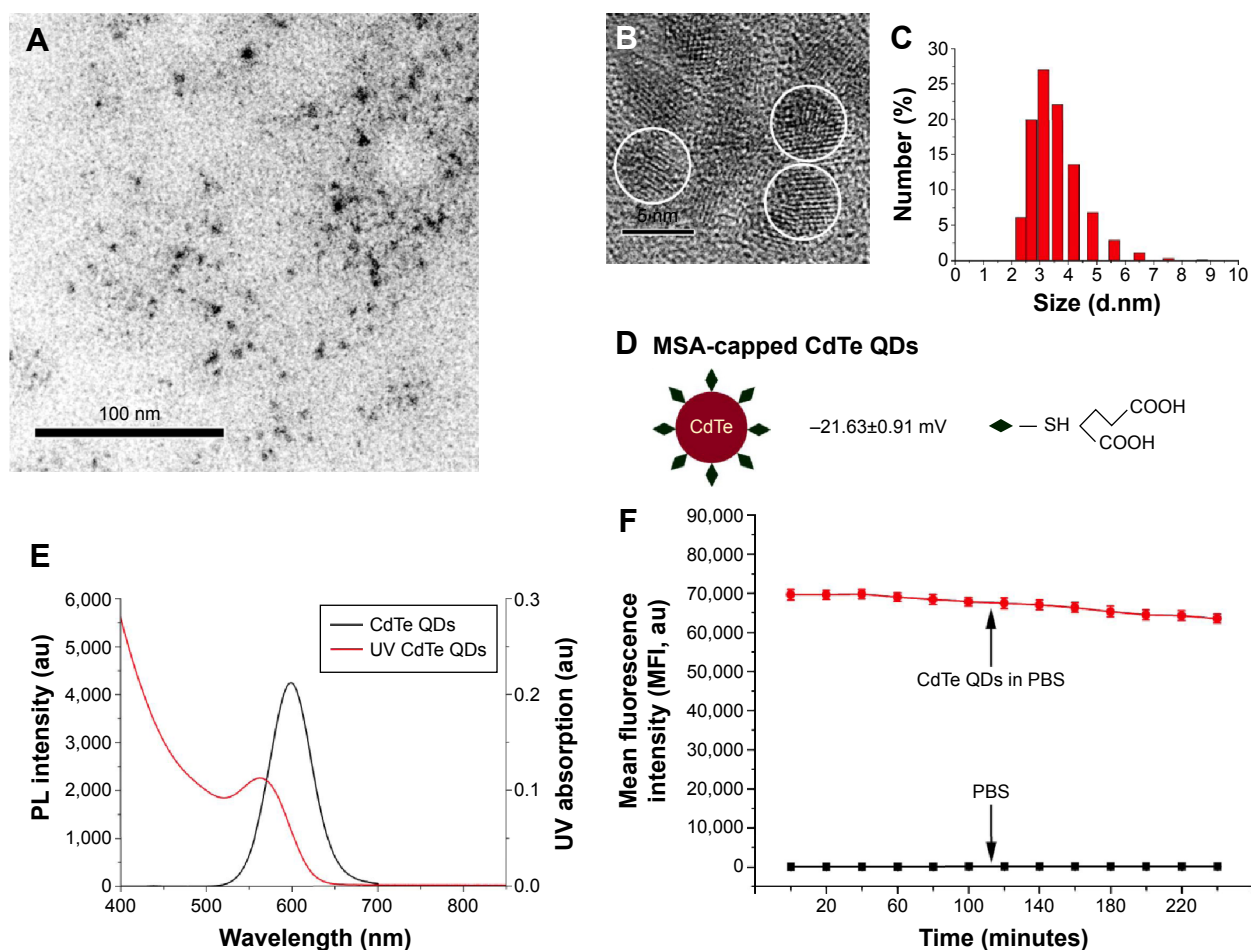 A
100 nm
B
5 nm
C
30
25
20
15
10
5
0
Number (%)
0 1 2 3 4 5 6 7 8 9 10
Size (d.nm)
D MSA-capped CdTe QDs
CdTe
–21.63±0.91 mV
SH
COOH
COOH
E
6,000
5,000
4,000
3,000
2,000
1,000
0
PL intensity (au)
0.3
0.2
0.1
0.0
UV absorption (au)
CdTe QDs
UV CdTe QDs
400 500 600 700 800
Wavelength (nm)
F
90,000
80,000
70,000
60,000
50,000
40,000
30,000
20,000
10,000
0
Mean fluorescence
intensity (MFI, au)
CdTe QDs in PBS
PBS
20 60 100 140 180 220
Time (minutes)